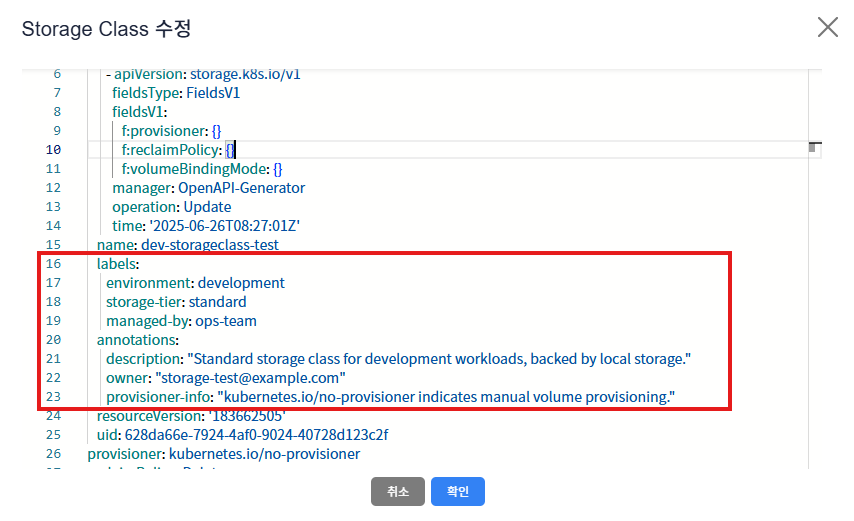 Storage Class 수정
6 - apiVersion: storage.k8s.io/v1
7 fieldsType: FieldsV1
8 fieldsV1:
9 f:provisioner: {}
10 f:reclaimPolicy: {}
11 f:volumeBindingMode: {}
12 manager: OpenAPI-Generator
13 operation: Update
14 time: '2025-06-26T08:27:01Z'
15 name: dev-storageclass-test
16 labels:
17 environment: development
18 storage-tier: standard
19 managed-by: ops-team
20 annotations:
21 description: "Standard storage class for development workloads, backed by local storage."
22 owner: "storage-test@example.com"
23 provisioner-info: "kubernetes.io/no-provisioner indicates manual volume provisioning."
24 resourceVersion: '183662505'
25 uid: 628da66e-7924-4af0-9024-40728d123c2f
26 provisioner: kubernetes.io/no-provisioner
취소 확인